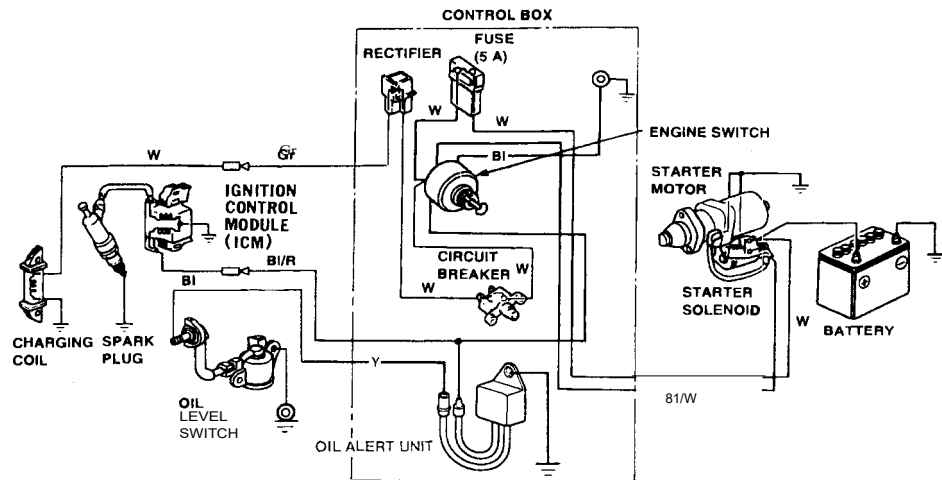 CONTROL BOX
FUSE
(5 A)
RECTIFIER
W
W
ENGINE SWITCH
BI
W
STARTER
MOTOR
IGNITION
CONTROL
MODULE
(ICM)
BI/R
BI
CIRCUIT
BREAKER
W
W
STARTER
SOLENOID
W
BATTERY
CHARGING
COIL
SPARK
PLUG
Y
81/W
OIL
LEVEL
SWITCH
OIL ALERT UNIT